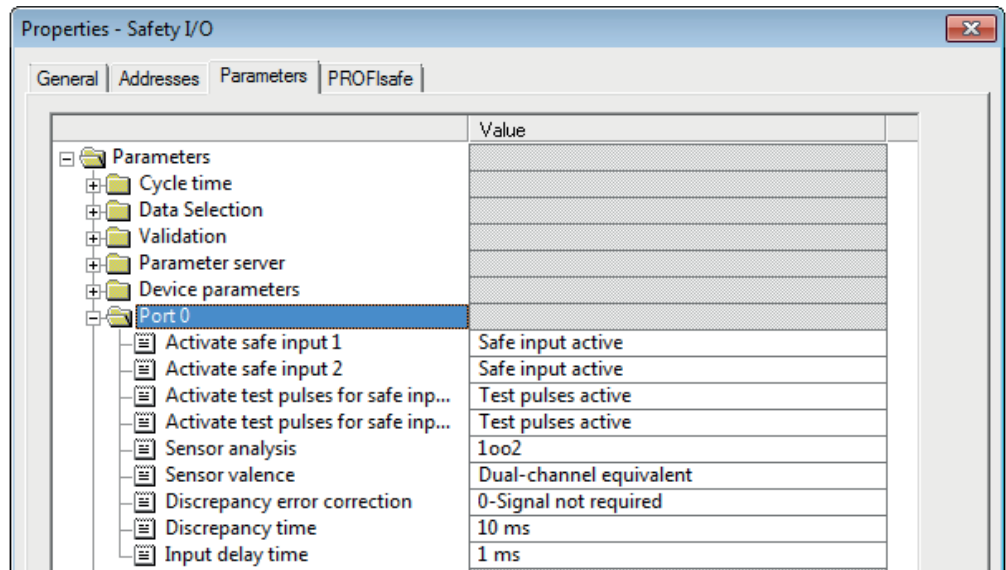 Properties - Safety I/O
General Addresses Parameters PROFIsafe
Value
Parameters
Cycle time
Data Selection
Validation
Parameter server
Device parameters
Port 0
Activate safe input 1 Safe input active
Activate safe input 2 Safe input active
Activate test pulses for safe inp... Test pulses active
Activate test pulses for safe inp... Test pulses active
Sensor analysis 1oo2
Sensor valence Dual-channel equivalent
Discrepancy error correction 0-Signal not required
Discrepancy time 10 ms
Input delay time 1 ms